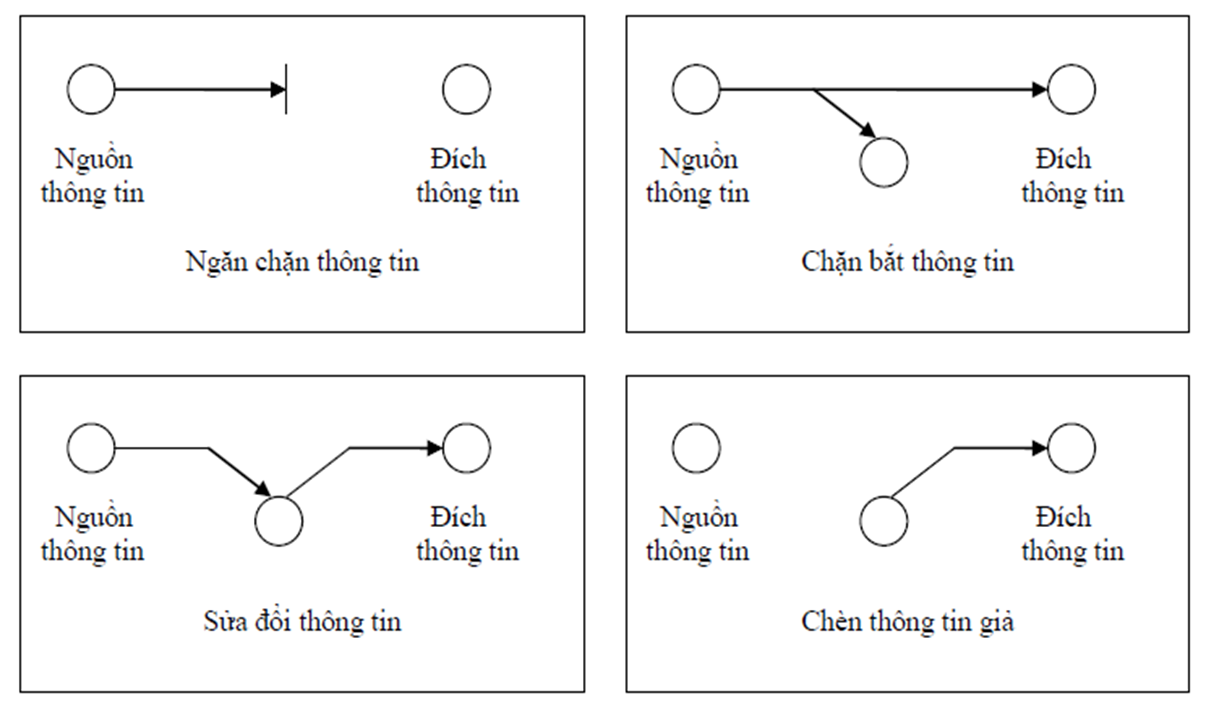 Nguồn
thông tin
Đích
thông tin
Ngăn chặn thông tin
Nguồn
thông tin
Đích
thông tin
Chặn bắt thông tin
Nguồn
thông tin
Đích
thông tin
Sửa đổi thông tin
Nguồn
thông tin
Đích
thông tin
Chèn thông tin giả